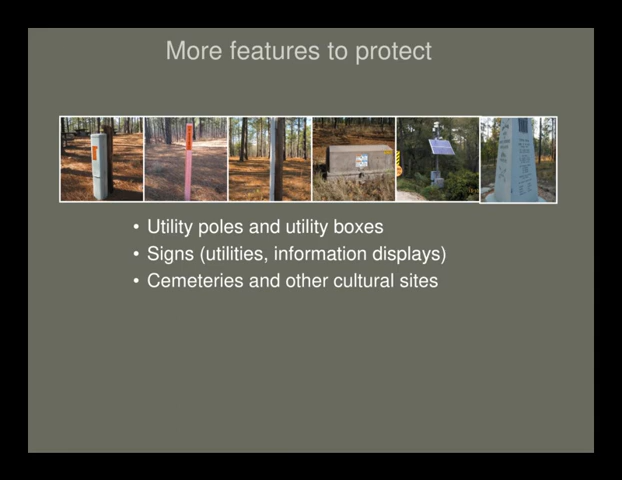 More features to protect
• Utility poles and utility boxes
• Signs (utilities, information displays)
• Cemeteries and other cultural sites